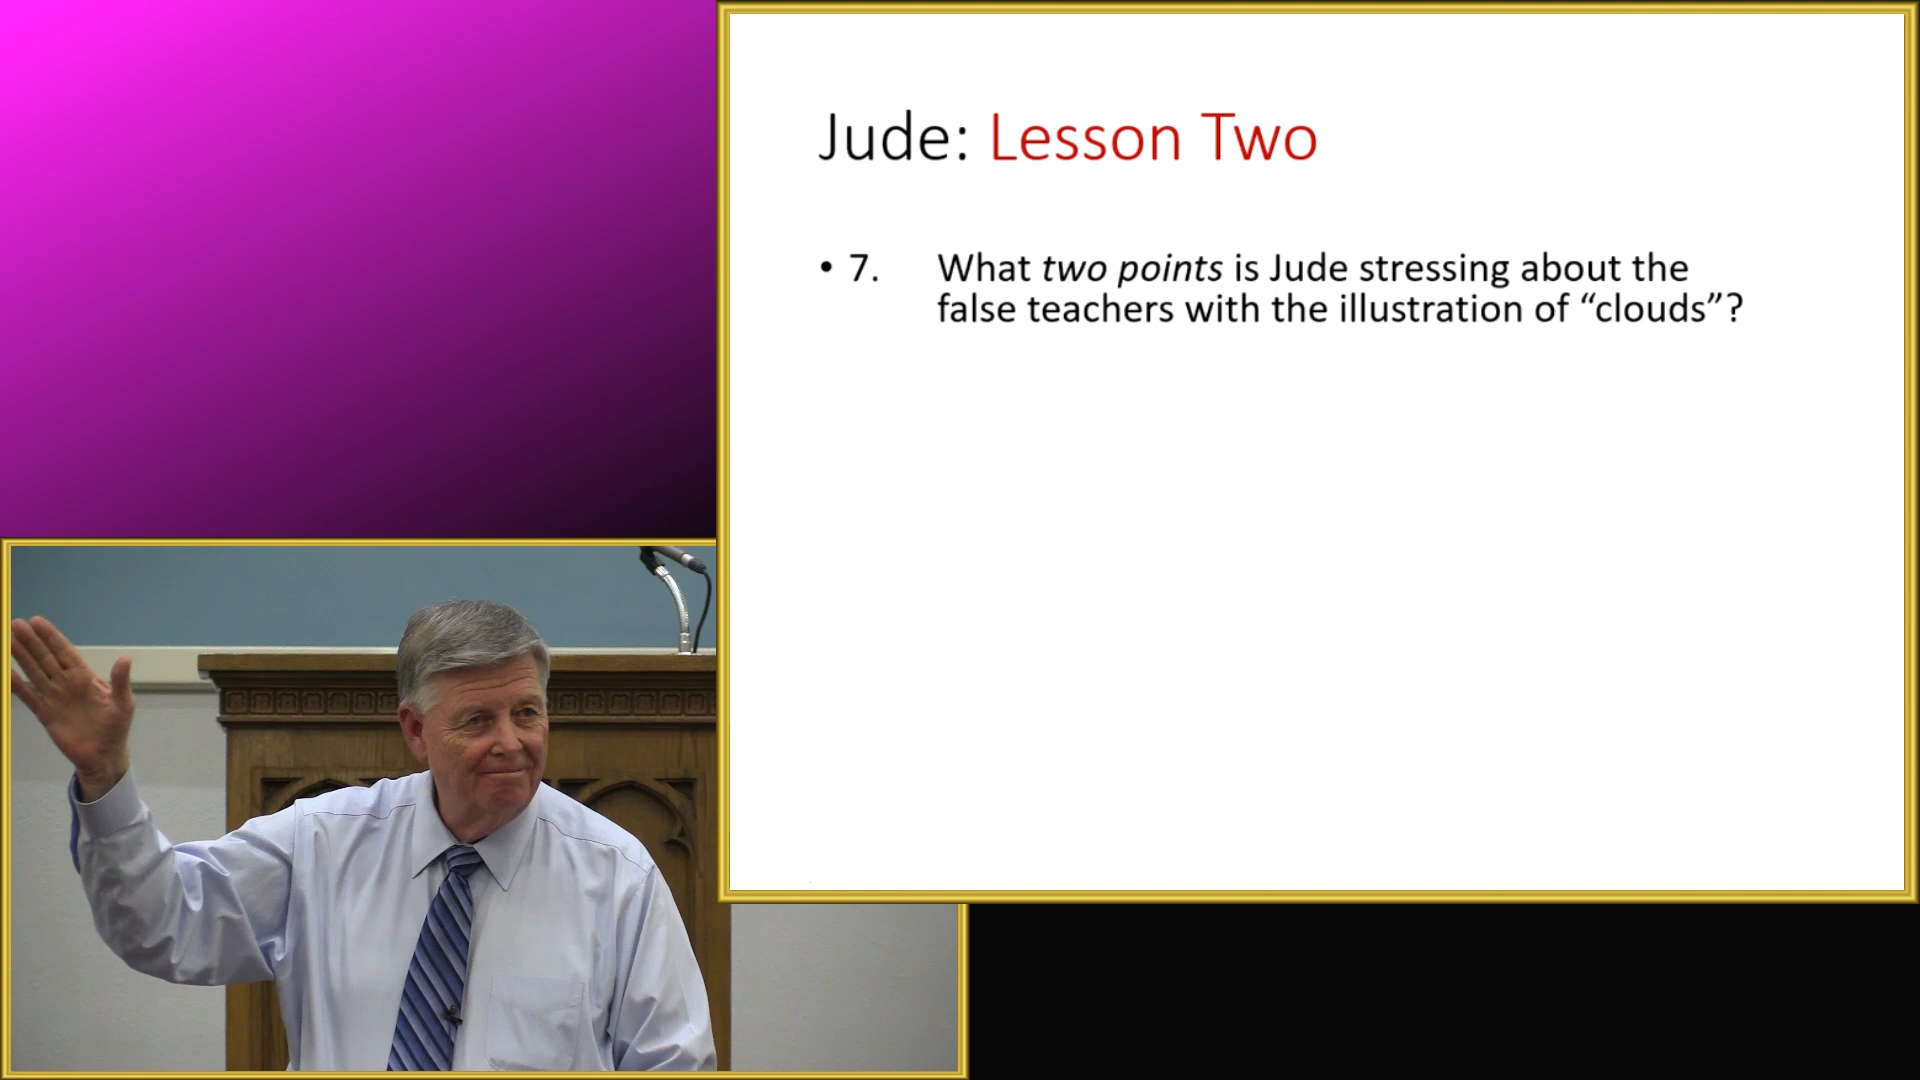 Jude: Lesson Two
• 7. What two points is Jude stressing about the
false teachers with the illustration of “clouds”?